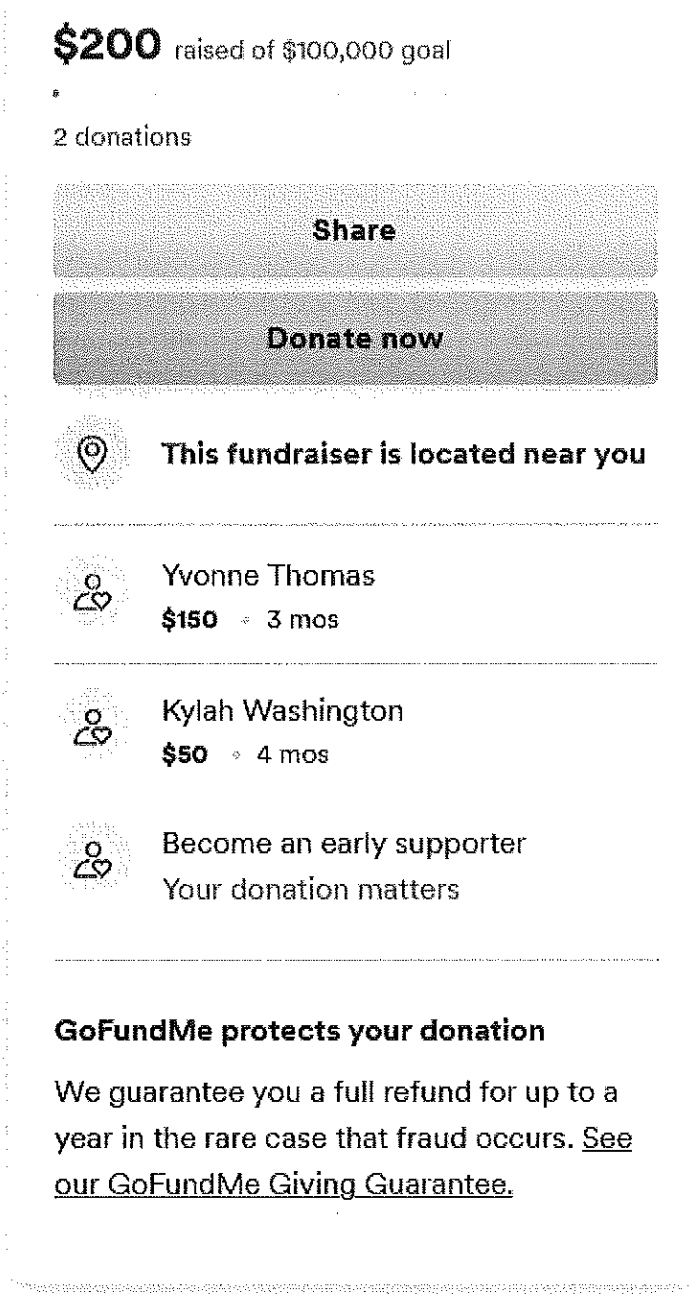 $200 raised of $100,000 goal
2 donations
Share
Donate now
This fundraiser is located near you
Yvonne Thomas
$150 • 3 mos
Kylah Washington
$50 • 4 mos
Become an early supporter
Your donation matters
GoFundMe protects your donation
We guarantee you a full refund for up to a
year in the rare case that fraud occurs. See
our GoFundMe Giving Guarantee.